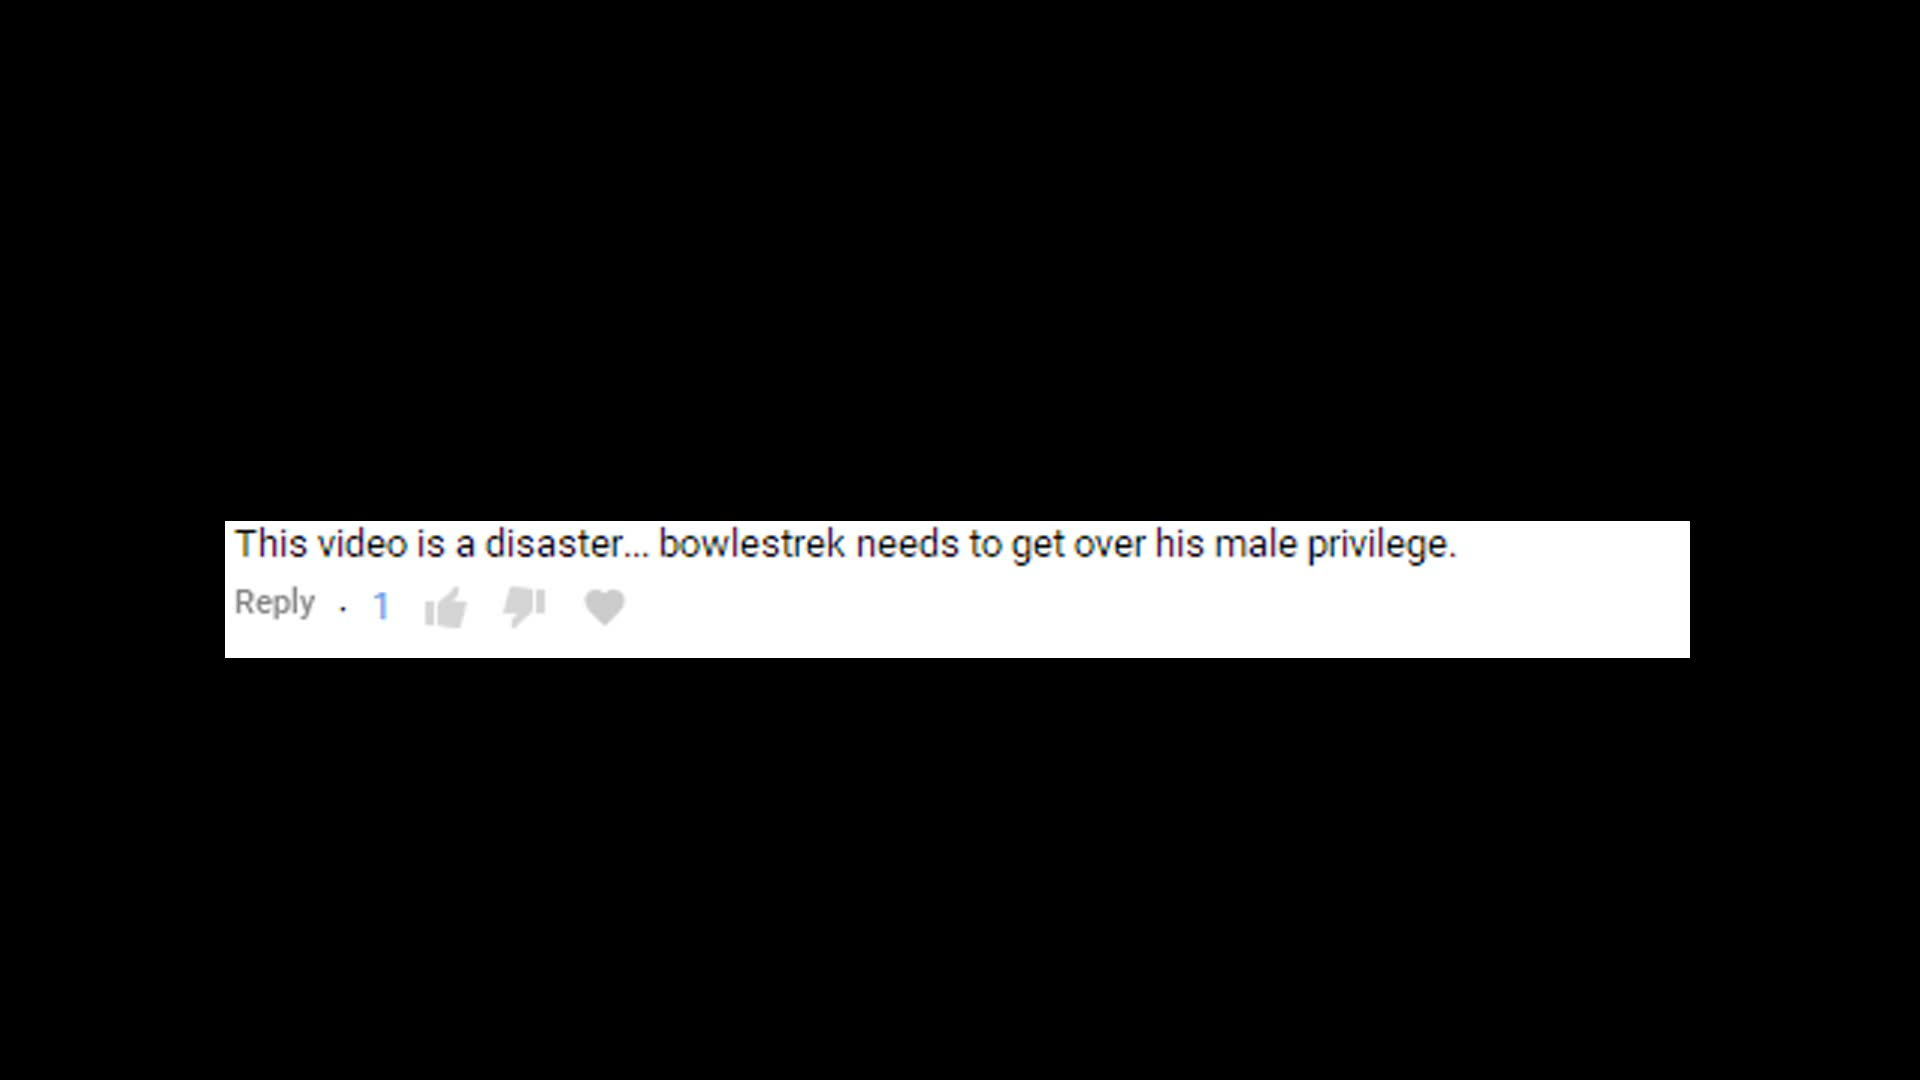 This video is a disaster... bowlestrek needs to get over his male privilege.
Reply . 1